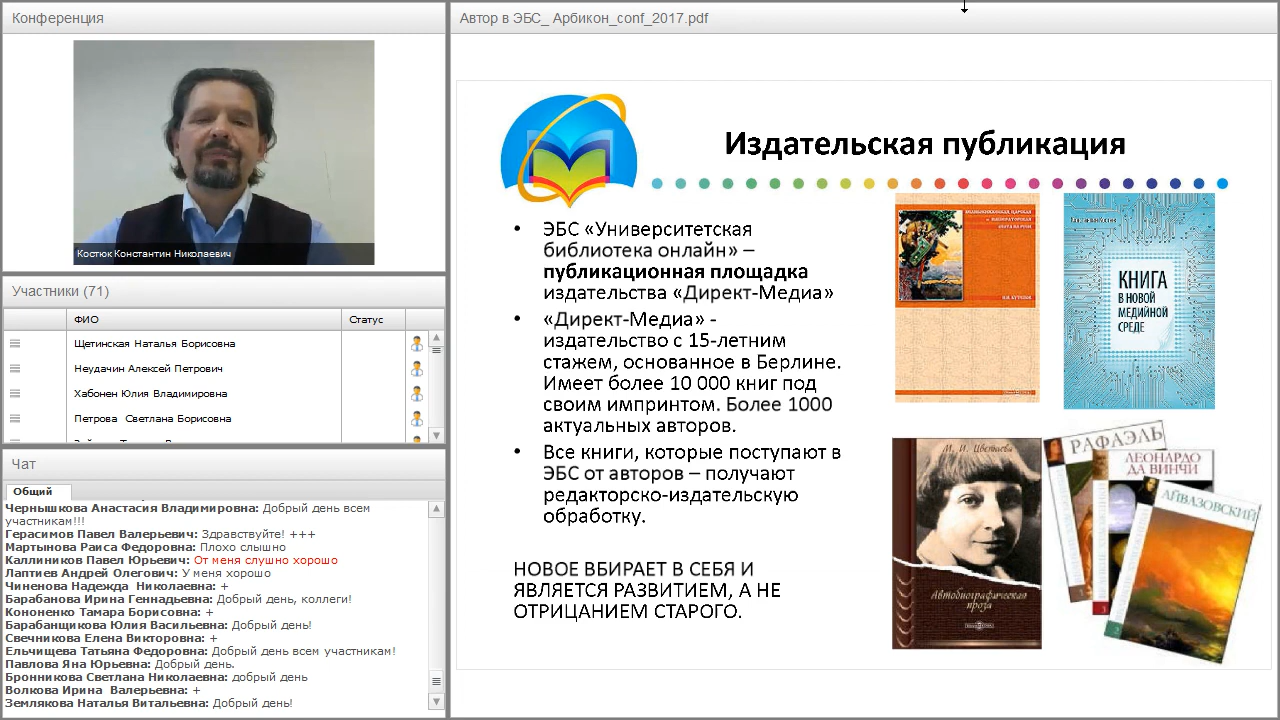 Конференция
Костюк Константин Николаевич
Участники (71)
ФИО
Статус
Щетинская Наталья Борисовна
Неудачин Алексей Петрович
Хабонен Юлия Владимировна
Петрова Светлана Борисовна
Чат
Общий
Чернышкова Анастасия Владимировна: Добрый день всем
участникам!!!
Герасимов Павел Валерьевич: Здравствуйте! +++
Мартынова Раиса Федоровна: Плохо слышно
Каллиников Павел Юрьевич: От меня слушно хорошо
Лаптиев Андрей Олегович: У меня хорошо
Чиненова Надежда Николаевна: +
Барабанова Ирина Геннадьевна: Добрый день, коллеги!
Кононенко Тамара Борисовна: +
Барабанщикова Юлия Васильевна: Добрый день!
Свечникова Елена Викторовна: +
Ельчищева Татьяна Федоровна: Добрый день всем участникам!
Павлова Яна Юрьевна: Добрый день.
Бронникова Светлана Николаевна: добрый день
Волкова Ирина Валерьевна: +
Землякова Наталья Витальевна: Добрый день!
Автор в ЭБС_ Арбикон_conf_2017.pdf
Издательская публикация
• ЭБС «Университетская
библиотека онлайн» –
публикационная площадка
издательства «Директ-Медиа»
• «Директ-Медиа» -
издательство с 15-летним
стажем, основанное в Берлине.
Имеет более 10 000 книг под
своим импринтом. Более 1000
актуальных авторов.
• Все книги, которые поступают в
ЭБС от авторов – получают
редакторско-издательскую
обработку.
НОВОЕ ВБИРАЕТ В СЕБЯ И
ЯВЛЯЕТСЯ РАЗВИТИЕМ, А НЕ
ОТРИЦАНИЕМ СТАРОГО.
КНИГА
В НОВОЙ
МЕДИЙНОЙ
СРЕДЕ
М. И. Цветаева
Автобиографическая
проза
РАФАЭЛЬ
ЛЕОНАРДО
ДА ВИНЧИ
АЙВАЗОВСКИЙ
3
2